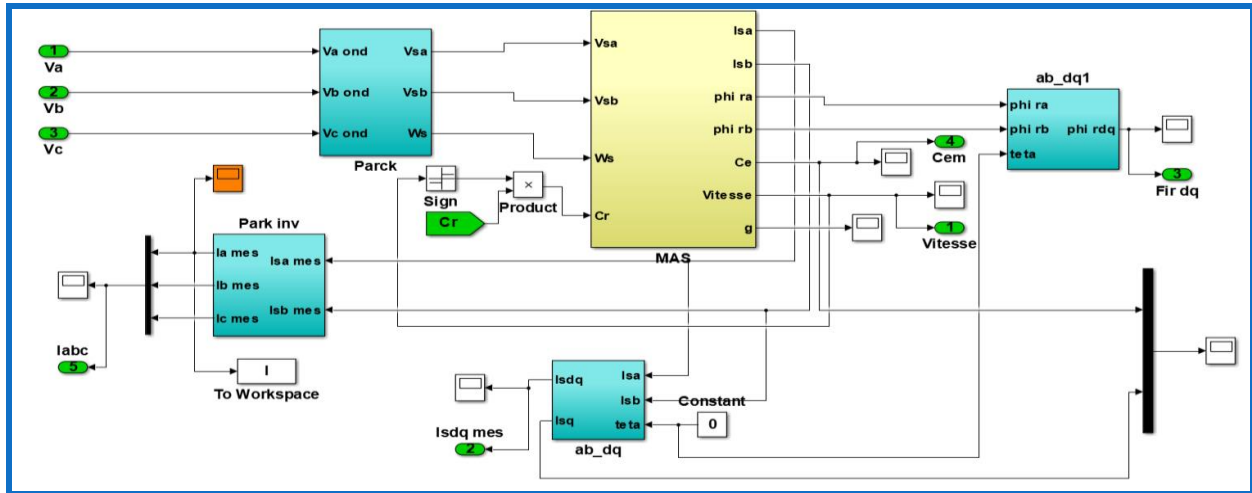 1
Va
2
Vb
3
Vc
Va ond
Vb ond
Vc ond
Vsa
Vsb
Ws
Parck
Vsa
Vsb
Ws
Cr
Isa
Isb
phi ra
phi rb
Ce
Vitesse
g
MAS
Sign
×
Product
Cr
ab_dq1
phi ra
phi rb
teta
phi rdq
4
Cem
3
Fir dq
1
Vitesse
Park inv
Ia mes
Ib mes
Ic mes
Isa mes
Isb mes
Iabc
5
I
To Workspace
Isdq
Isq
Isa
Isb
teta
ab_dq
Constant
0
Isdq mes
2